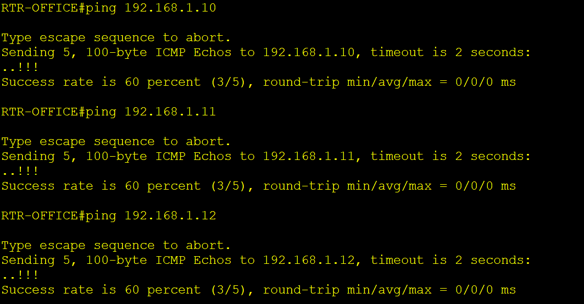 RTR-OFFICE#ping 192.168.1.10
Type escape sequence to abort.
Sending 5, 100-byte ICMP Echos to 192.168.1.10, timeout is 2 seconds:
..!!!
Success rate is 60 percent (3/5), round-trip min/avg/max = 0/0/0 ms
RTR-OFFICE#ping 192.168.1.11
Type escape sequence to abort.
Sending 5, 100-byte ICMP Echos to 192.168.1.11, timeout is 2 seconds:
..!!!
Success rate is 60 percent (3/5), round-trip min/avg/max = 0/0/0 ms
RTR-OFFICE#ping 192.168.1.12
Type escape sequence to abort.
Sending 5, 100-byte ICMP Echos to 192.168.1.12, timeout is 2 seconds:
..!!!
Success rate is 60 percent (3/5), round-trip min/avg/max = 0/0/0 ms